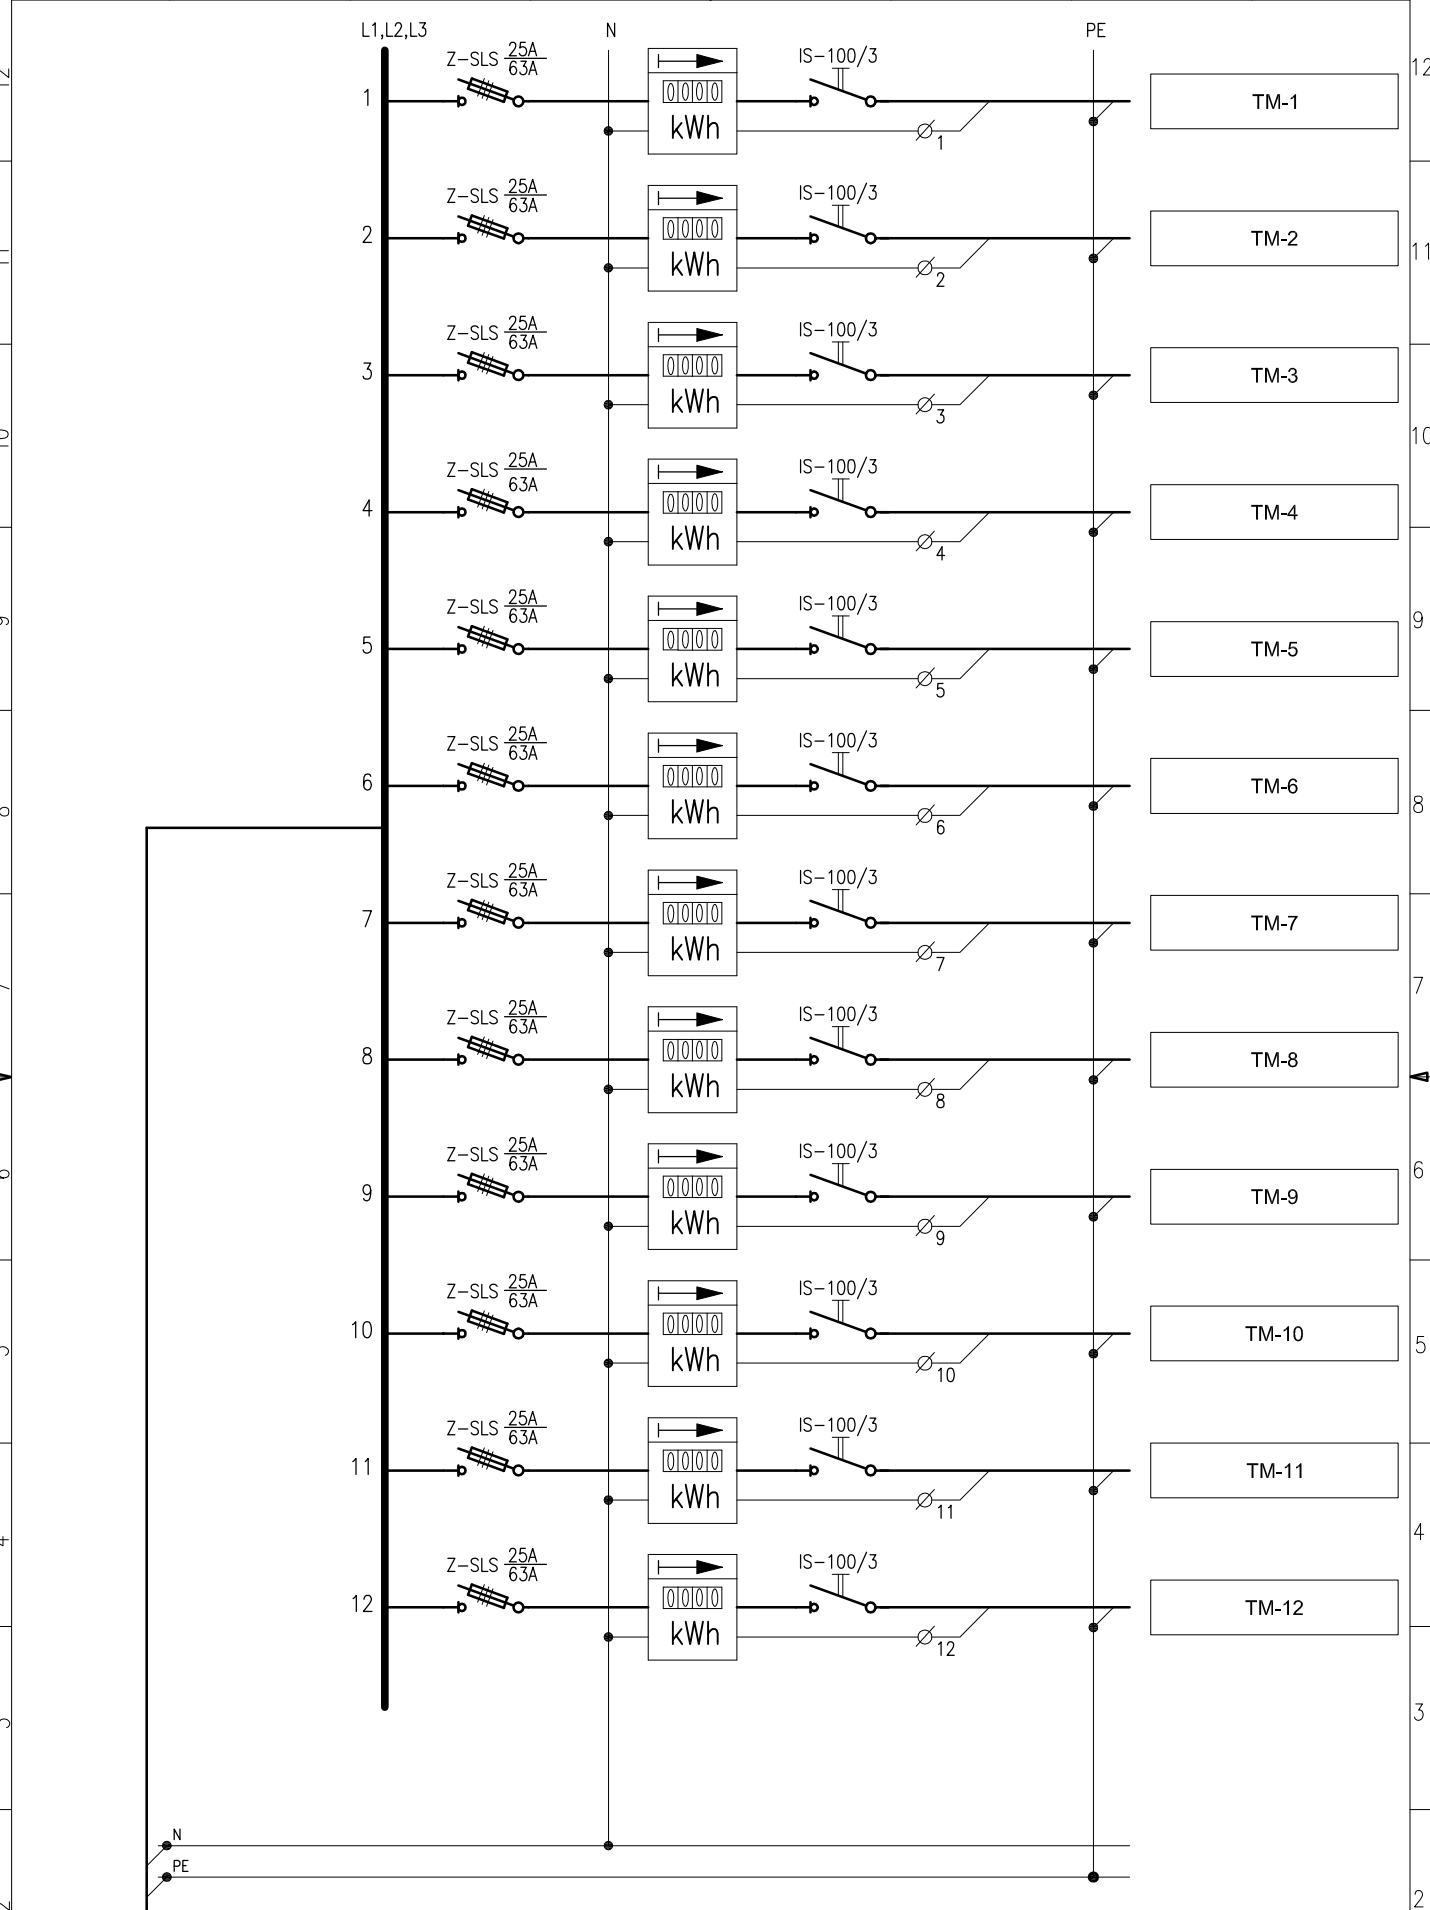 L1,L2,L3 N PE
12 12
Z-SLS 25A/63A IS-100/3
1 0000 TM-1
kWh 1
Z-SLS 25A/63A IS-100/3
2 0000 TM-2 11
kWh 2
Z-SLS 25A/63A IS-100/3
3 0000 TM-3
kWh 3
10 10
Z-SLS 25A/63A IS-100/3
4 0000 TM-4
kWh 4
Z-SLS 25A/63A IS-100/3
9 9
5 0000 TM-5
kWh 5
Z-SLS 25A/63A IS-100/3
6 0000 TM-6
8 8
kWh 6
Z-SLS 25A/63A IS-100/3
7 0000 TM-7
kWh 7
7 7
Z-SLS 25A/63A IS-100/3
8 0000 TM-8
kWh 8
Z-SLS 25A/63A IS-100/3
6 6
9 0000 TM-9
kWh 9
Z-SLS 25A/63A IS-100/3
10 0000 TM-10
5
kWh 10
Z-SLS 25A/63A IS-100/3
11 0000 TM-11
kWh 11
4 4
Z-SLS 25A/63A IS-100/3
12 0000 TM-12
kWh 12
3
N
PE
2